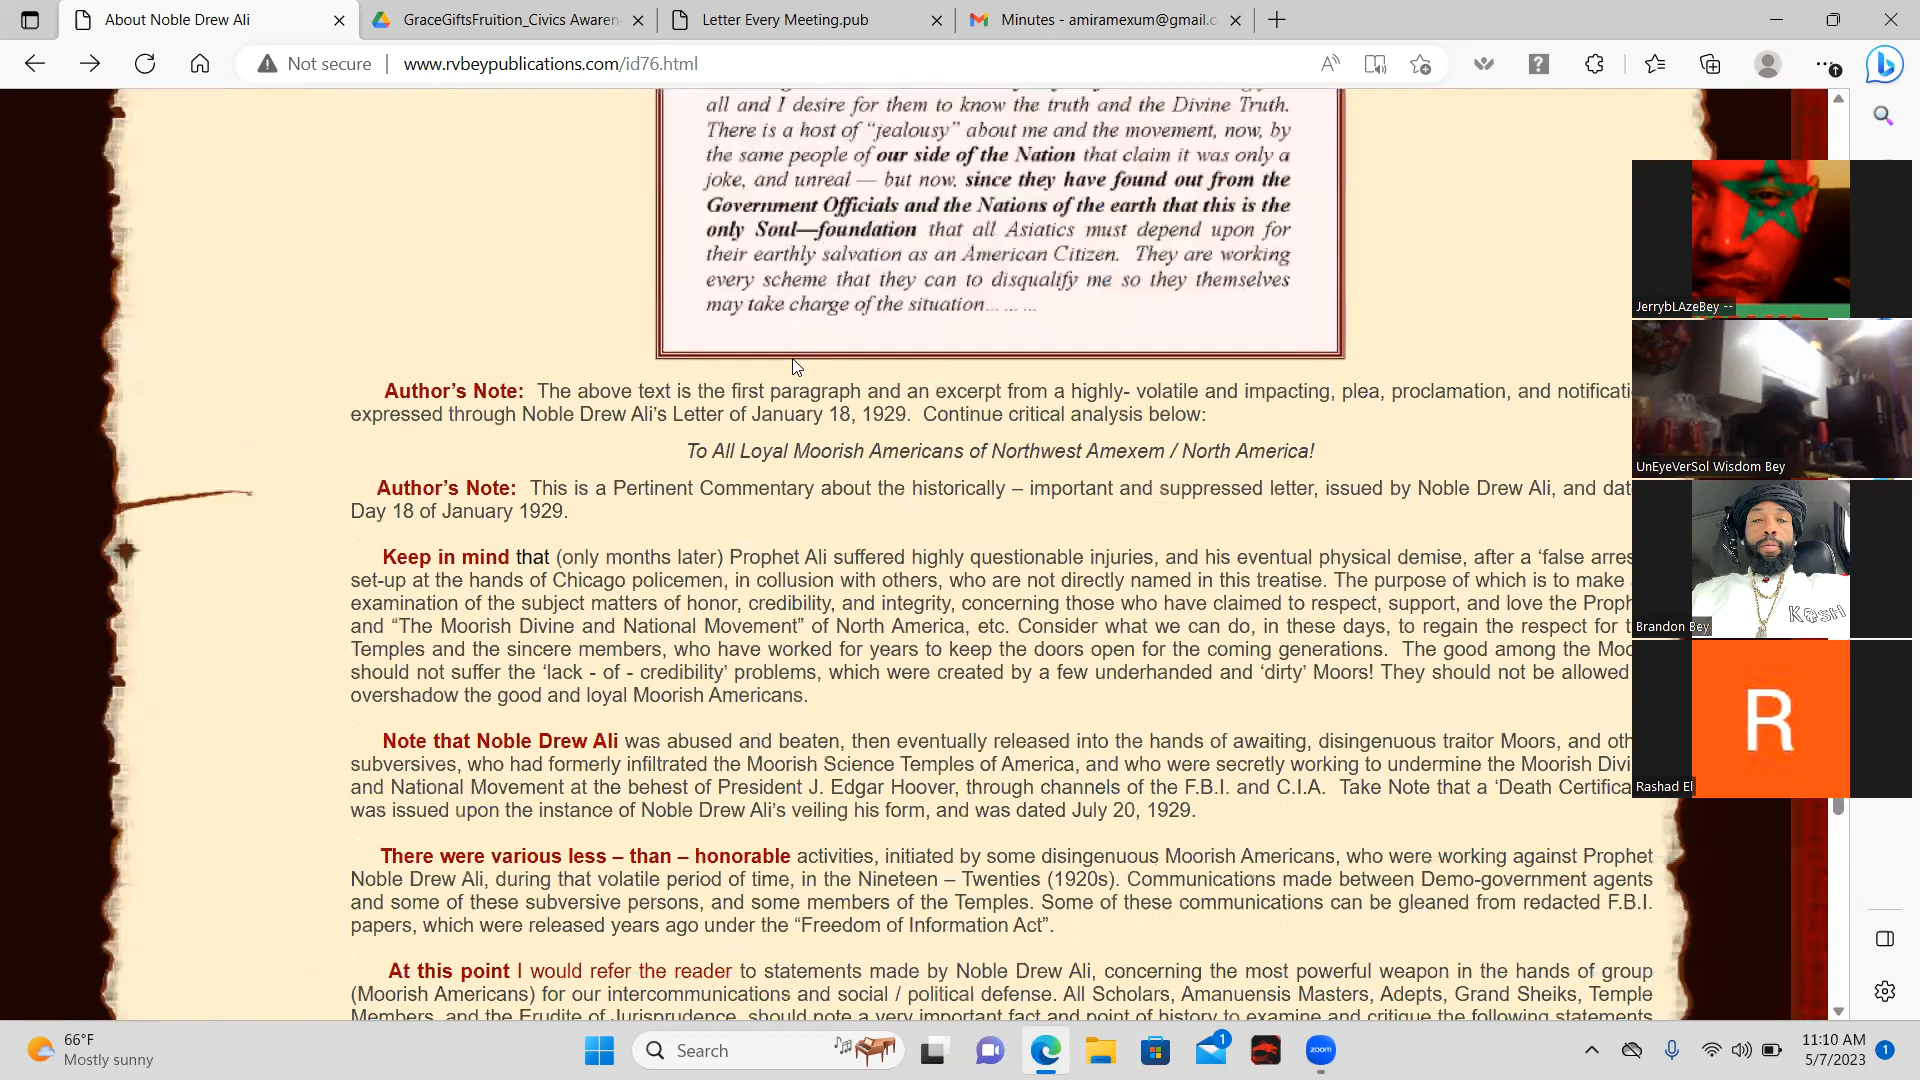 About Noble Drew Ali
GraceGiftsFruition_Civics Awaren
Letter Every Meeting.pub
Minutes - amiramexum@gmail.c
Not secure
www.rvbeypublications.com/id76.html
all and I desire for them to know the truth and the Divine Truth.
There is a host of “jealousy” about me and the movement, now, by
the same people of our side of the Nation that claim it was only a
joke, and unreal — but now, since they have found out from the
Government Officials and the Nations of the earth that this is the
only Soul—foundation that all Asiatics must depend upon for
their earthly salvation as an American Citizen. They are working
every scheme that they can to disqualify me so they themselves
may take charge of the situation... ... ...
Author’s Note: The above text is the first paragraph and an excerpt from a highly- volatile and impacting, plea, proclamation, and notificati
expressed through Noble Drew Ali’s Letter of January 18, 1929. Continue critical analysis below:
To All Loyal Moorish Americans of Northwest Amexem / North America!
Author’s Note: This is a Pertinent Commentary about the historically – important and suppressed letter, issued by Noble Drew Ali, and dat
Day 18 of January 1929.
Keep in mind that (only months later) Prophet Ali suffered highly questionable injuries, and his eventual physical demise, after a ‘false arres
set-up at the hands of Chicago policemen, in collusion with others, who are not directly named in this treatise. The purpose of which is to make
examination of the subject matters of honor, credibility, and integrity, concerning those who have claimed to respect, support, and love the Proph
and “The Moorish Divine and National Movement” of North America, etc. Consider what we can do, in these days, to regain the respect for t
Temples and the sincere members, who have worked for years to keep the doors open for the coming generations. The good among the Moo
should not suffer the ‘lack - of - credibility’ problems, which were created by a few underhanded and ‘dirty’ Moors! They should not be allowed
overshadow the good and loyal Moorish Americans.
Note that Noble Drew Ali was abused and beaten, then eventually released into the hands of awaiting, disingenuous traitor Moors, and oth
subversives, who had formerly infiltrated the Moorish Science Temples of America, and who were secretly working to undermine the Moorish Divi
and National Movement at the behest of President J. Edgar Hoover, through channels of the F.B.I. and C.I.A. Take Note that a ‘Death Certifica
was issued upon the instance of Noble Drew Ali’s veiling his form, and was dated July 20, 1929.
There were various less – than – honorable activities, initiated by some disingenuous Moorish Americans, who were working against Prophet
Noble Drew Ali, during that volatile period of time, in the Nineteen – Twenties (1920s). Communications made between Demo-government agents
and some of these subversive persons, and some members of the Temples. Some of these communications can be gleaned from redacted F.B.I.
papers, which were released years ago under the “Freedom of Information Act”.
At this point I would refer the reader to statements made by Noble Drew Ali, concerning the most powerful weapon in the hands of group
(Moorish Americans) for our intercommunications and social / political defense. All Scholars, Amanuensis Masters, Adepts, Grand Sheiks, Temple
Members, and the Erudite of Jurisprudence, should note a very important fact and point of history to examine and critique the following statements
JerrybLAzeBey --
UnEyeVerSol Wisdom Bey
K@SH
Brandon Bey
R
Rashad El
66°F
Mostly sunny
Search
1
zoom
11:10 AM
5/7/2023
1